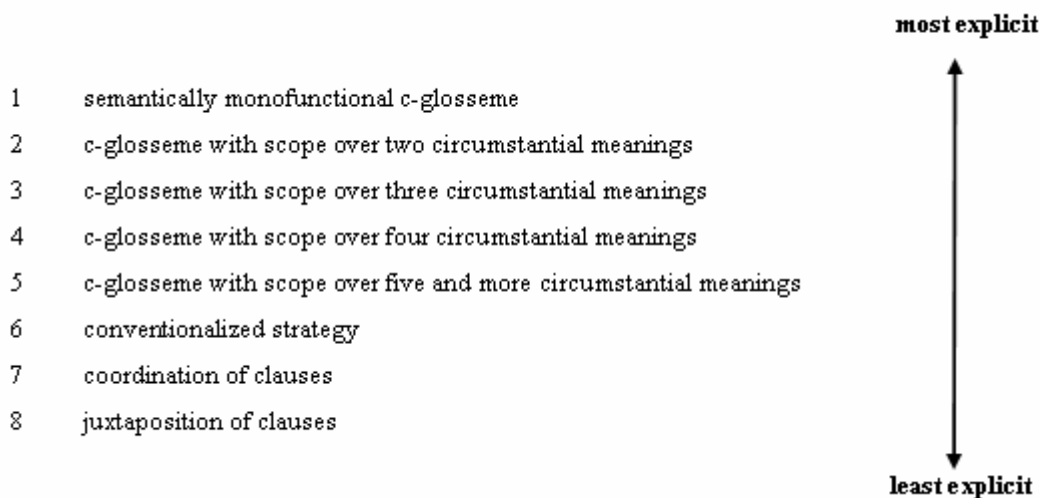 most explicit
1 semantically monofunctional c-glosseme
2 c-glosseme with scope over two circumstantial meanings
3 c-glosseme with scope over three circumstantial meanings
4 c-glosseme with scope over four circumstantial meanings
5 c-glosseme with scope over five and more circumstantial meanings
6 conventionalized strategy
7 coordination of clauses
8 juxtaposition of clauses
least explicit